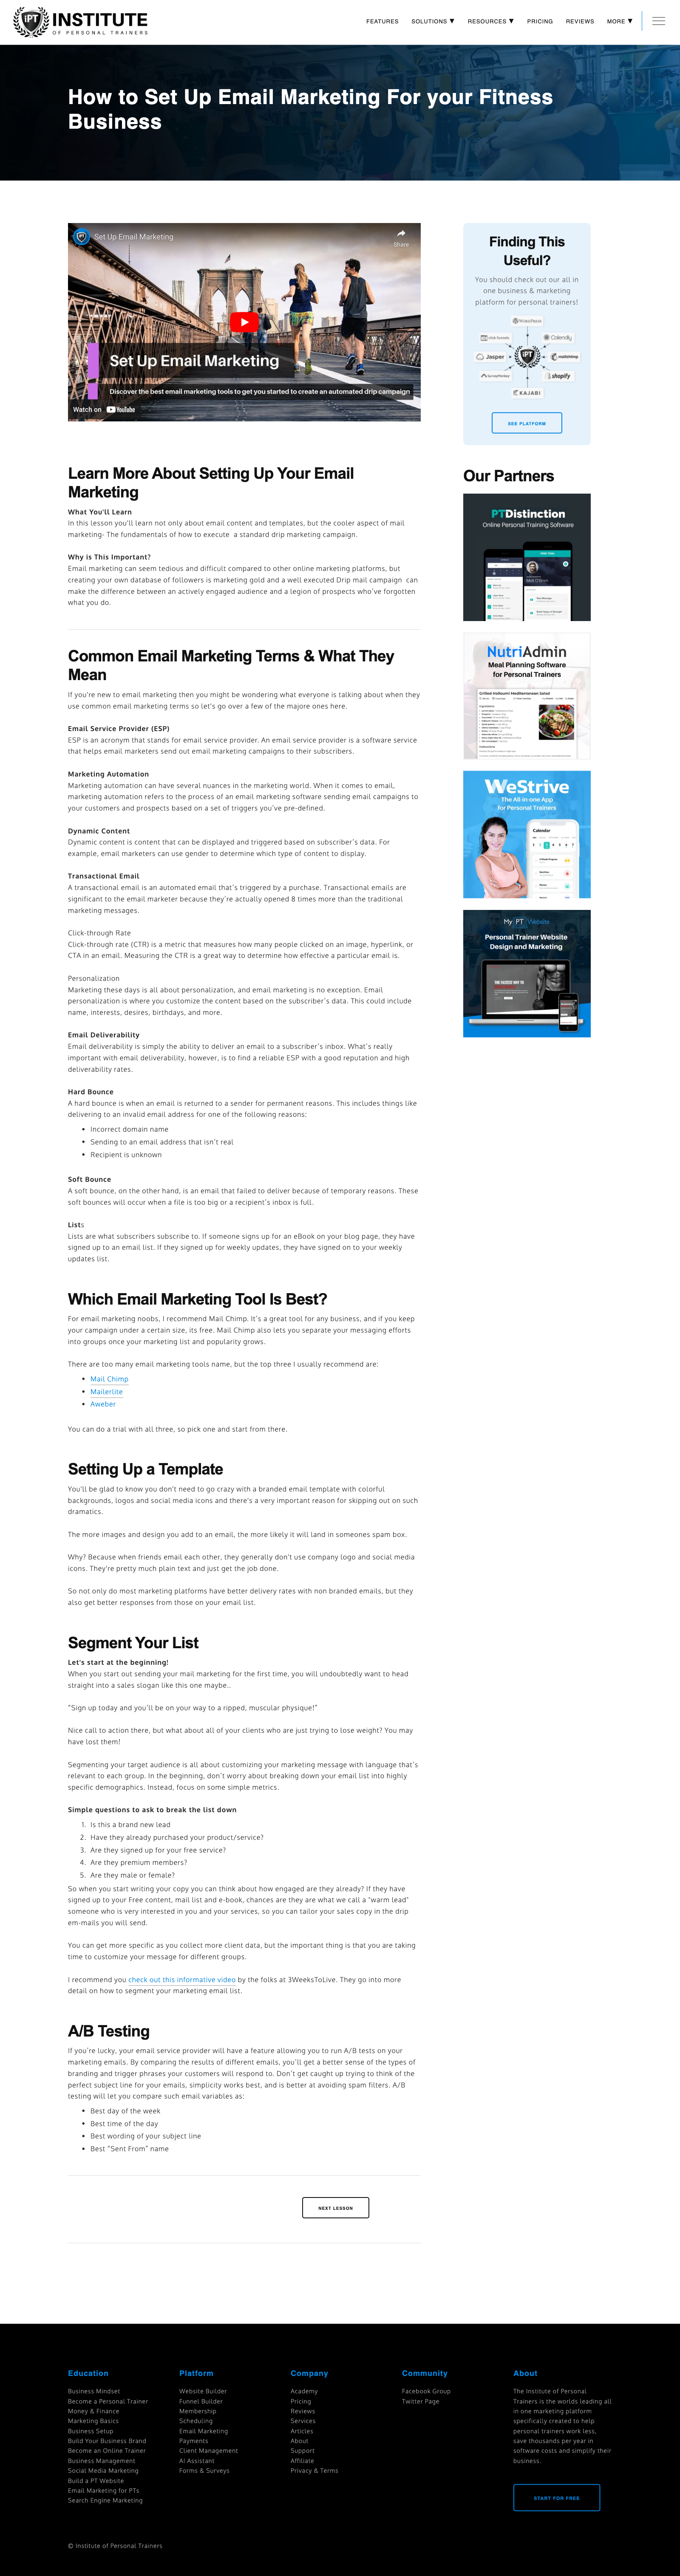 IPT INSTITUTE
OF PERSONAL TRAINERS
FEATURES SOLUTIONS RESOURCES PRICING REVIEWS MORE
How to Set Up Email Marketing For your Fitness
Business
Set Up Email Marketing
Share
Set Up Email Marketing
Discover the best email marketing tools to get you started to create an automated drip campaign
Watch on YouTube
Learn More About Setting Up Your Email
Marketing
What You'll Learn
In this lesson you'll learn not only about email content and templates, but the cooler aspect of mail
marketing- The fundamentals of how to execute a standard drip marketing campaign.
Why is This Important?
Email marketing can seem tedious and difficult compared to other online marketing platforms, but
creating your own database of followers is marketing gold and a well executed Drip mail campaign can
make the difference between an actively engaged audience and a legion of prospects who've forgotten
what you do.
Common Email Marketing Terms & What They
Mean
If you're new to email marketing then you might be wondering what everyone is talking about when they
use common email marketing terms so let's go over a few of the majore ones here.
Email Service Provider (ESP)
ESP is an acronym that stands for email service provider. An email service provider is a software service
that helps email marketers send out email marketing campaigns to their subscribers.
Marketing Automation
Marketing automation can have several nuances in the marketing world. When it comes to email,
marketing automation refers to the process of an email marketing software sending email campaigns to
your customers and prospects based on a set of triggers you've pre-defined.
Dynamic Content
Dynamic content is content that can be displayed and triggered based on subscriber's data. For
example, email marketers can use gender to determine which type of content to display.
Transactional Email
A transactional email is an automated email that's triggered by a purchase. Transactional emails are
significant to the email marketer because they're actually opened 8 times more than the traditional
marketing messages.
Click-through Rate
Click-through rate (CTR) is a metric that measures how many people clicked on an image, hyperlink, or
CTA in an email. Measuring the CTR is a great way to determine how effective a particular email is.
Personalization
Marketing these days is all about personalization, and email marketing is no exception. Email
personalization is where you customize the content based on the subscriber's data. This could include
name, interests, desires, birthdays, and more.
Email Deliverability
Email deliverability is simply the ability to deliver an email to a subscriber's inbox. What's really
important with email deliverability, however, is to find a reliable ESP with a good reputation and high
deliverability rates.
Hard Bounce
A hard bounce is when an email is returned to a sender for permanent reasons. This includes things like
delivering to an invalid email address for one of the following reasons:
• Incorrect domain name
• Sending to an email address that isn't real
• Recipient is unknown
Soft Bounce
A soft bounce, on the other hand, is an email that failed to deliver because of temporary reasons. These
soft bounces will occur when a file is too big or a recipient's inbox is full.
Lists
Lists are what subscribers subscribe to. If someone signs up for an eBook on your blog page, they have
signed up to an email list. If they signed up for weekly updates, they have signed on to your weekly
updates list.
Which Email Marketing Tool Is Best?
For email marketing noobs, I recommend Mail Chimp. It's a great tool for any business, and if you keep
your campaign under a certain size, its free. Mail Chimp also lets you separate your messaging efforts
into groups once your marketing list and popularity grows.
There are too many email marketing tools name, but the top three I usually recommend are:
• Mail Chimp
• Mailerlite
• Aweber
You can do a trial with all three, so pick one and start from there.
Setting Up a Template
You'll be glad to know you don't need to go crazy with a branded email template with colorful
backgrounds, logos and social media icons and there's a very important reason for skipping out on such
dramatics.
The more images and design you add to an email, the more likely it will land in someones spam box.
Why? Because when friends email each other, they generally don't use company logo and social media
icons. They're pretty much plain text and just get the job done.
So not only do most marketing platforms have better delivery rates with non branded emails, but they
also get better responses from those on your email list.
Segment Your List
Let's start at the beginning!
When you start out sending your mail marketing for the first time, you will undoubtedly want to head
straight into a sales slogan like this one maybe..
"Sign up today and you'll be on your way to a ripped, muscular physique!"
Nice call to action there, but what about all of your clients who are just trying to lose weight? You may
have lost them!
Segmenting your target audience is all about customizing your marketing message with language that's
relevant to each group. In the beginning, don't worry about breaking down your email list into highly
specific demographics. Instead, focus on some simple metrics.
Simple questions to ask to break the list down
1. Is this a brand new lead
2. Have they already purchased your product/service?
3. Are they signed up for your free service?
4. Are they premium members?
5. Are they male or female?
So when you start writing your copy you can think about how engaged are they already? If they have
signed up to your Free content, mail list and e-book, chances are they are what we call a "warm lead"
someone who is very interested in you and your services, so you can tailor your sales copy in the drip
em-mails you will send.
You can get more specific as you collect more client data, but the important thing is that you are taking
time to customize your message for different groups.
I recommend you check out this informative video by the folks at 3WeeksToLive. They go into more
detail on how to segment your marketing email list.
A/B Testing
If you're lucky, your email service provider will have a feature allowing you to run A/B tests on your
marketing emails. By comparing the results of different emails, you'll get a better sense of the types of
branding and trigger phrases your customers will respond to. Don't get caught up trying to think of the
perfect subject line for your emails, simplicity works best, and is better at avoiding spam filters. A/B
testing will let you compare such email variables as:
• Best day of the week
• Best time of the day
• Best wording of your subject line
• Best "Sent From" name
NEXT LESSON
Finding This
Useful?
You should check out our all in
one business & marketing
platform for personal trainers!
Calendly
Jasper
IPT
mailchimp
shopify
KAJABI
SEE PLATFORM
Our Partners
PTDistinction
Online Personal Training Software
NutriAdmin
Meal Planning Software
for Personal Trainers
Grilled Halloumi Mediterranean Salad
WeStrive
The All-in-one App
for Personal Trainers
Calendar
My PT Website
Personal Trainer Website
Design and Marketing
Education
Business Mindset
Become a Personal Trainer
Money & Finance
Marketing Basics
Business Setup
Build Your Business Brand
Become an Online Trainer
Business Management
Social Media Marketing
Build a PT Website
Email Marketing for PTs
Search Engine Marketing
Platform
Website Builder
Funnel Builder
Membership
Scheduling
Email Marketing
Payments
Client Management
AI Assistant
Forms & Surveys
Company
Academy
Pricing
Reviews
Services
Articles
About
Support
Affiliate
Privacy & Terms
Community
Facebook Group
Twitter Page
About
The Institute of Personal
Trainers is the worlds leading all
in one marketing platform
specifically created to help
personal trainers work less,
save thousands per year in
software costs and simplify their
business.
START FOR FREE
© Institute of Personal Trainers